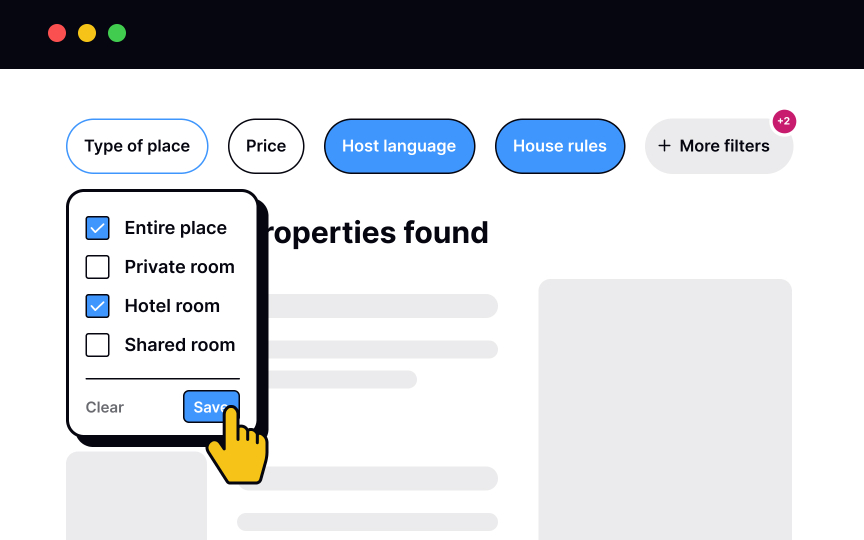 +2
Type of place
Price
Host language
House rules
+ More filters
roperties found
Entire place
Private room
Hotel room
Shared room
Clear
Save